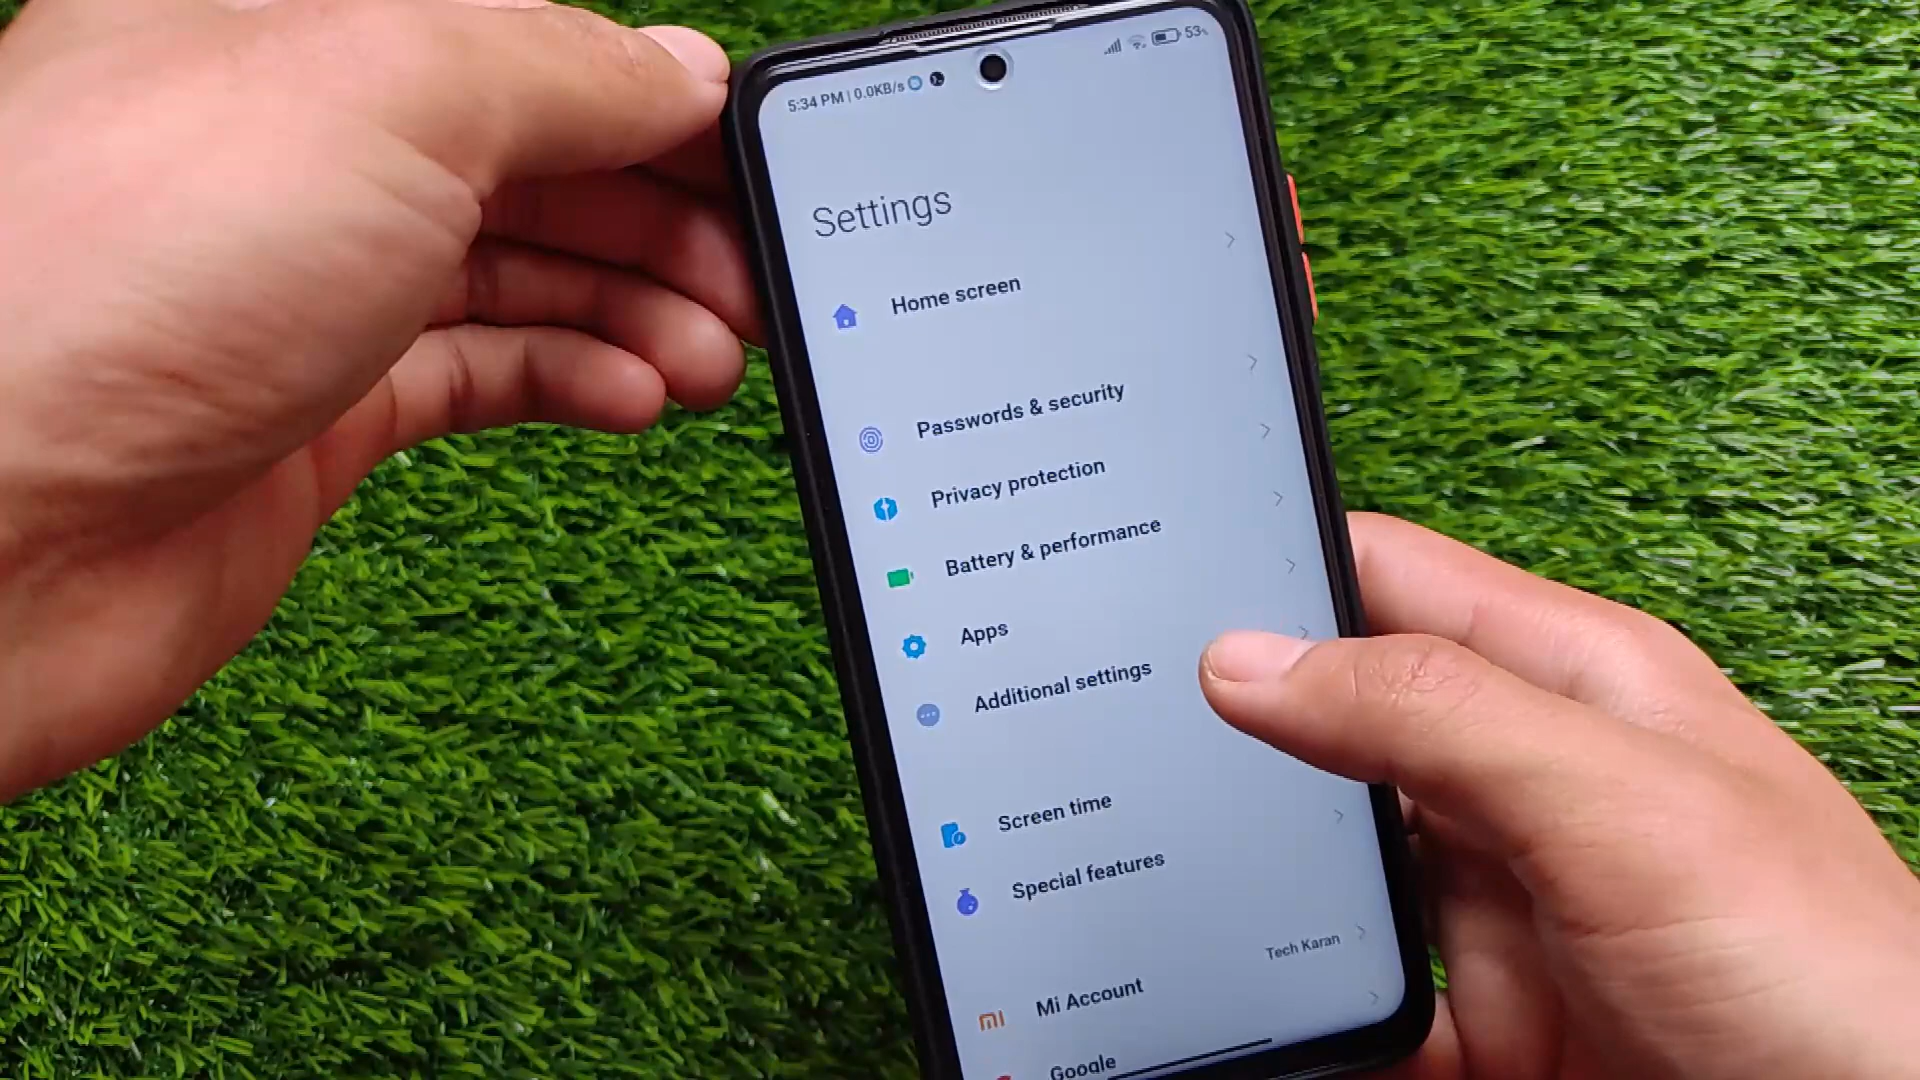 5:34 PM | 0.0KB/s
53%
Settings
Home screen
Passwords & security
Privacy protection
Battery & performance
Apps
Additional settings
Screen time
Special features
Tech Karan
Mi Account
Google